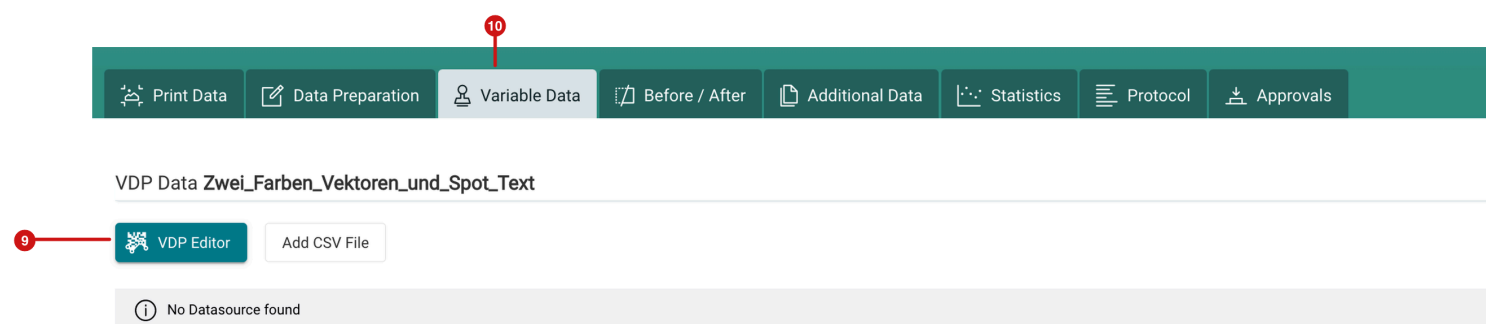 10
Print Data Data Preparation Variable Data Before / After Additional Data Statistics Protocol Approvals
VDP Data Zwei_Farben_Vektoren_und_Spot_Text
9 VDP Editor Add CSV File
No Datasource found